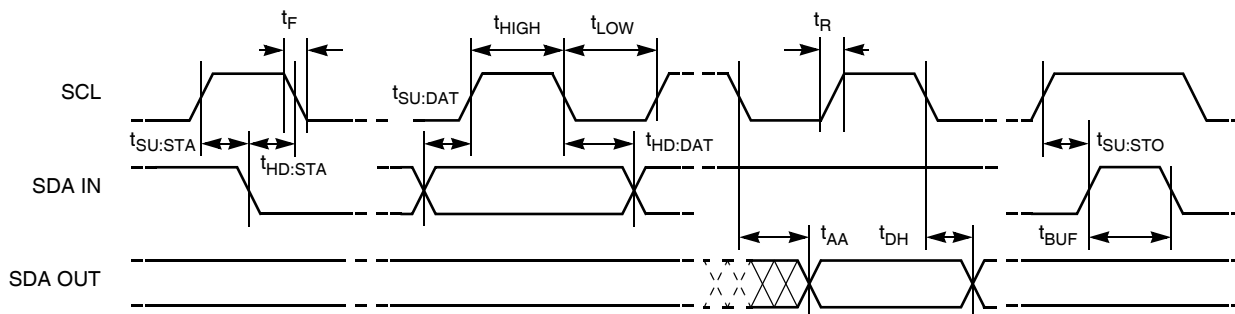 tF
tHIGH
tLOW
tR
SCL
tSU:DAT
tSU:STA
tHD:STA
tHD:DAT
tSU:STO
SDA IN
tAA
tDH
tBUF
SDA OUT